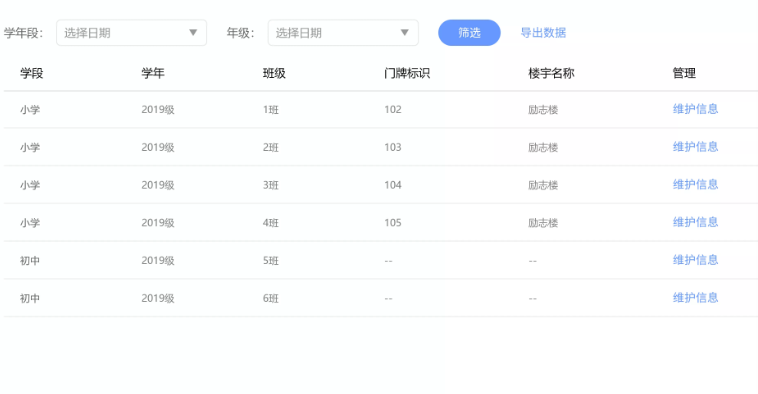 学年段： 选择日期 年级： 选择日期 筛选 导出数据
学段 学年 班级 门牌标识 楼宇名称 管理
小学 2019级 1班 102 励志楼 维护信息
小学 2019级 2班 103 励志楼 维护信息
小学 2019级 3班 104 励志楼 维护信息
小学 2019级 4班 105 励志楼 维护信息
初中 2019级 5班 -- -- 维护信息
初中 2019级 6班 -- -- 维护信息